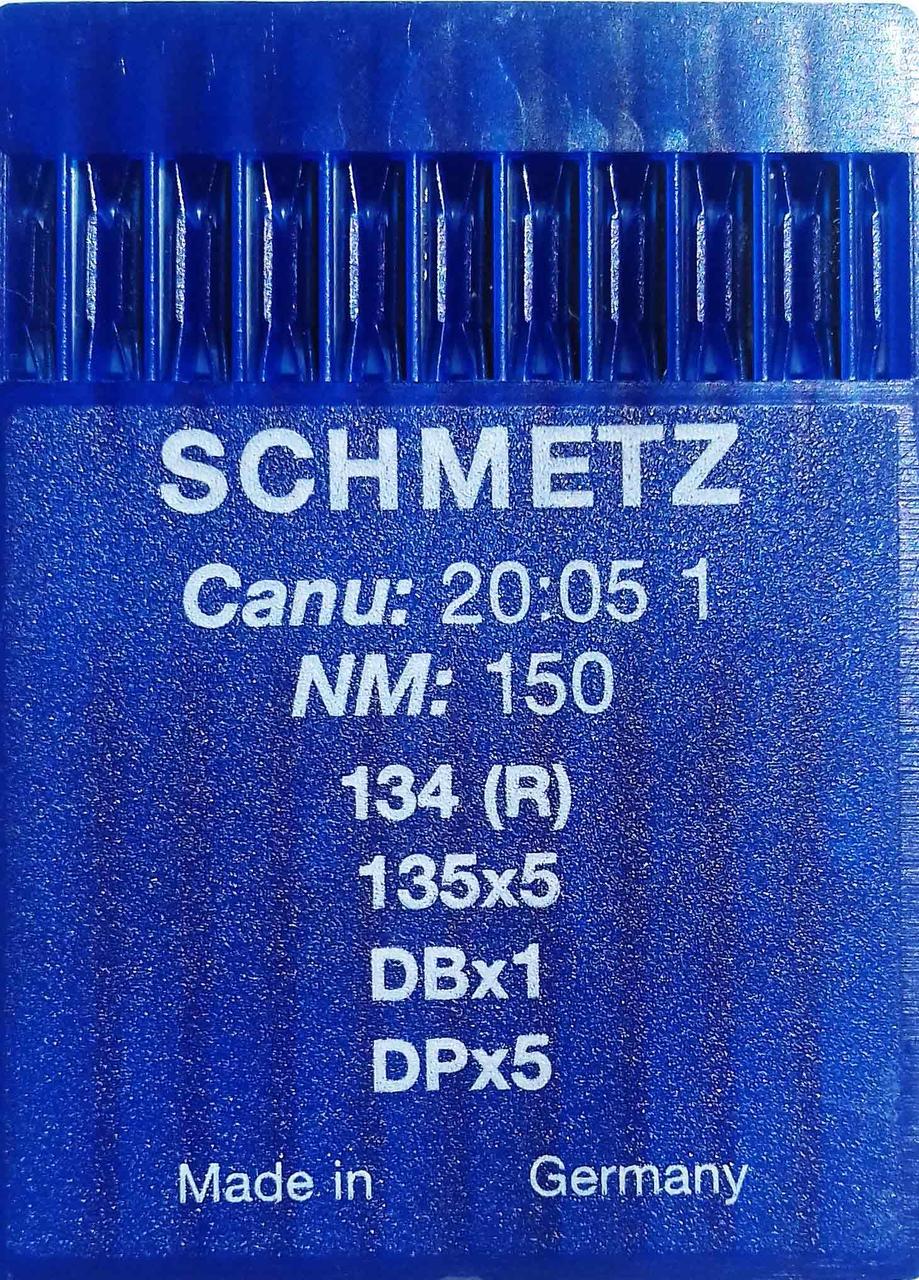 SCHMETZ
Canu: 20:05 1
NM: 150
134 (R)
135x5
DBx1
DPx5
Made in Germany